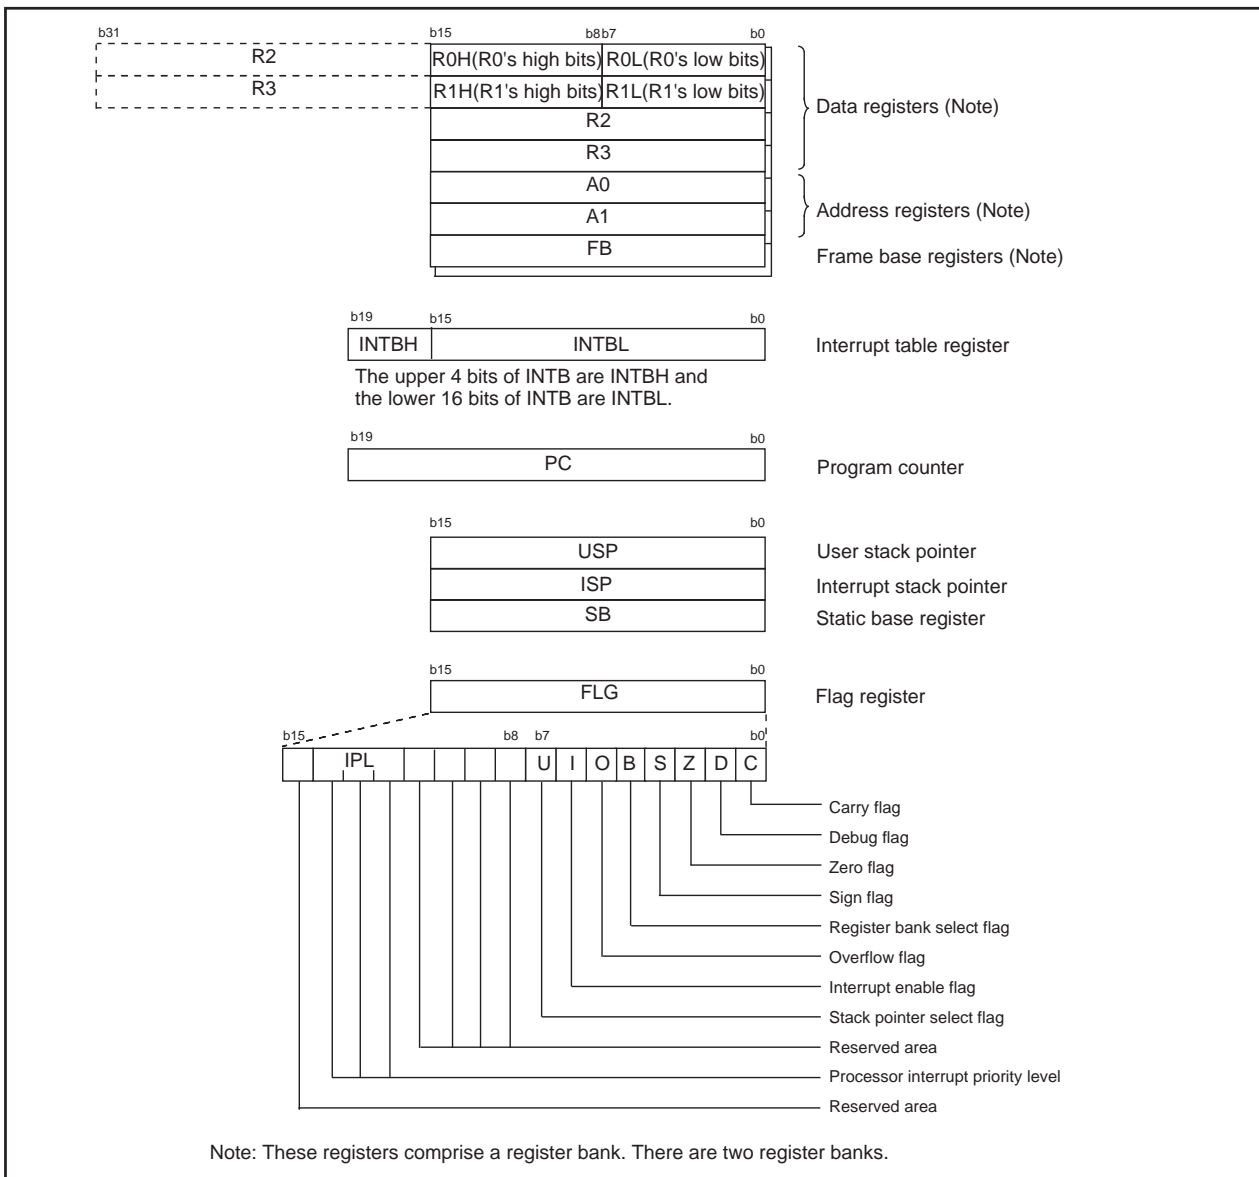 b31 b15 b8b7 b0
R2 R0H(R0's high bits) R0L(R0's low bits)
R3 R1H(R1's high bits) R1L(R1's low bits)
Data registers (Note)
R2
R3
A0
Address registers (Note)
A1
FB
Frame base registers (Note)
b19 b15 b0
INTBH INTBL Interrupt table register
The upper 4 bits of INTB are INTBH and
the lower 16 bits of INTB are INTBL.
b19 b0
PC Program counter
b15 b0
USP User stack pointer
ISP Interrupt stack pointer
SB Static base register
b15 b0
FLG Flag register
b15 b8 b7 b0
IPL U I O B S Z D C
Carry flag
Debug flag
Zero flag
Sign flag
Register bank select flag
Overflow flag
Interrupt enable flag
Stack pointer select flag
Reserved area
Processor interrupt priority level
Reserved area
Note: These registers comprise a register bank. There are two register banks.